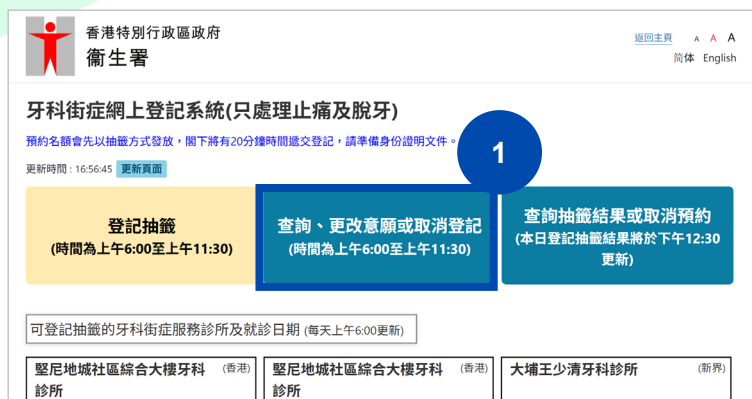 香港特別行政區政府
衞生署
返回主頁 A A A
简体 English
牙科街症網上登記系統(只處理止痛及脫牙)
預約名額會先以抽籤方式發放，閣下將有20分鐘時間遞交登記，請準備身份證明文件。
1
更新時間 : 16:56:45 更新頁面
登記抽籤
(時間為上午6:00至上午11:30)
查詢、更改意願或取消登記
(時間為上午6:00至上午11:30)
查詢抽籤結果或取消預約
(本日登記抽籤結果將於下午12:30
更新)
可登記抽籤的牙科街症服務診所及就診日期 (每天上午6:00更新)
堅尼地城社區綜合大樓牙科 (香港)
診所
堅尼地城社區綜合大樓牙科 (香港)
診所
大埔王少清牙科診所 (新界)